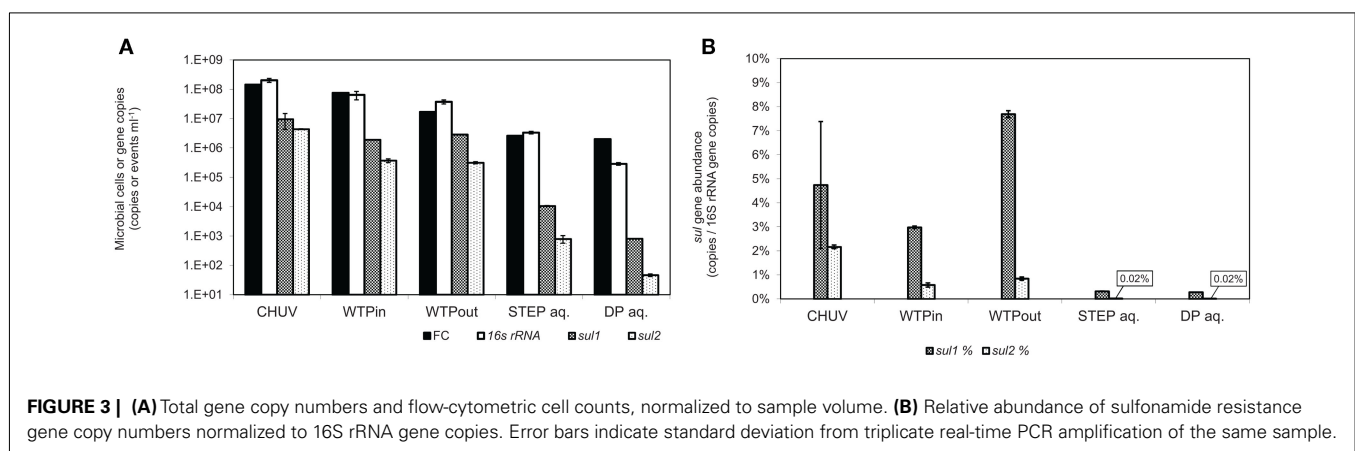 A
Microbial cells or gene copies
(copies or events ml-1)
1.E+09
1.E+08
1.E+07
1.E+06
1.E+05
1.E+04
1.E+03
1.E+02
1.E+01
CHUV WTPin WTPout STEP aq. DP aq.
FC 16s rRNA sul1 sul2
B
sul gene abundance
(copies / 16S rRNA gene copies)
10%
9%
8%
7%
6%
5%
4%
3%
2%
1%
0%
0.02% 0.02%
CHUV WTPin WTPout STEP aq. DP aq.
sul1 % sul2 %
FIGURE 3 | (A) Total gene copy numbers and flow-cytometric cell counts, normalized to sample volume. (B) Relative abundance of sulfonamide resistance
gene copy numbers normalized to 16S rRNA gene copies. Error bars indicate standard deviation from triplicate real-time PCR amplification of the same sample.